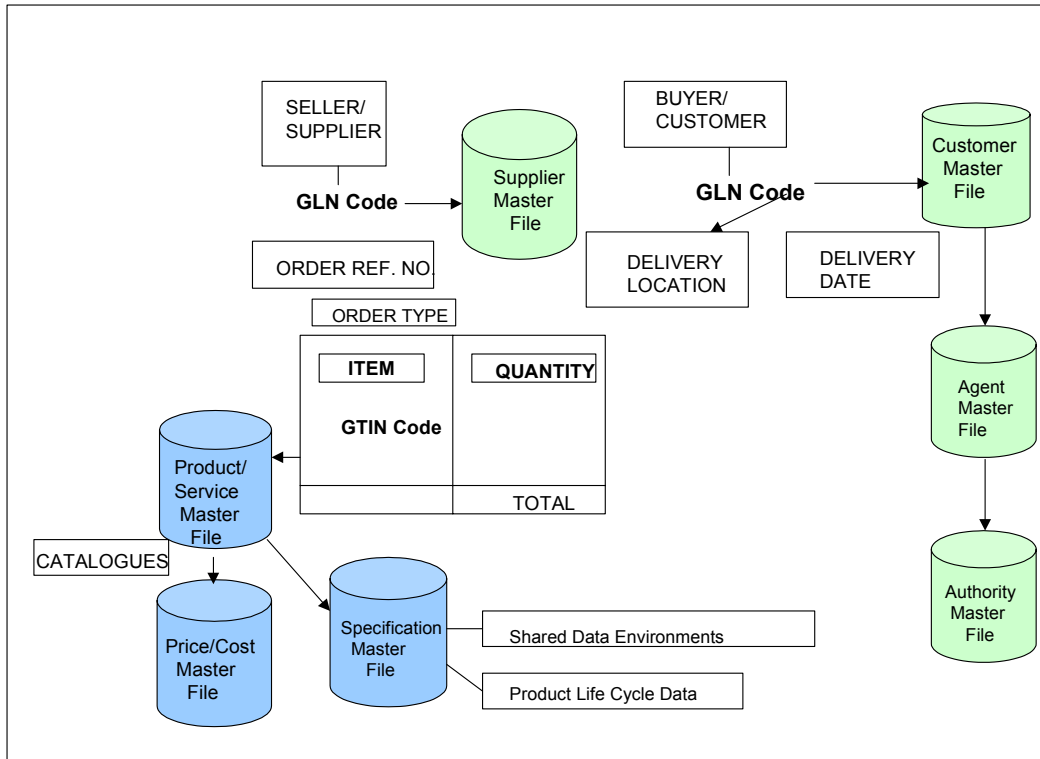 SELLER/
SUPPLIER
GLN Code
Supplier
Master
File
BUYER/
CUSTOMER
GLN Code
Customer
Master
File
ORDER REF. NO.
DELIVERY
LOCATION
DELIVERY
DATE
ORDER TYPE
ITEM
QUANTITY
GTIN Code
TOTAL
Agent
Master
File
Product/
Service
Master
File
CATALOGUES
Price/Cost
Master
File
Specification
Master
File
Shared Data Environments
Product Life Cycle Data
Authority
Master
File